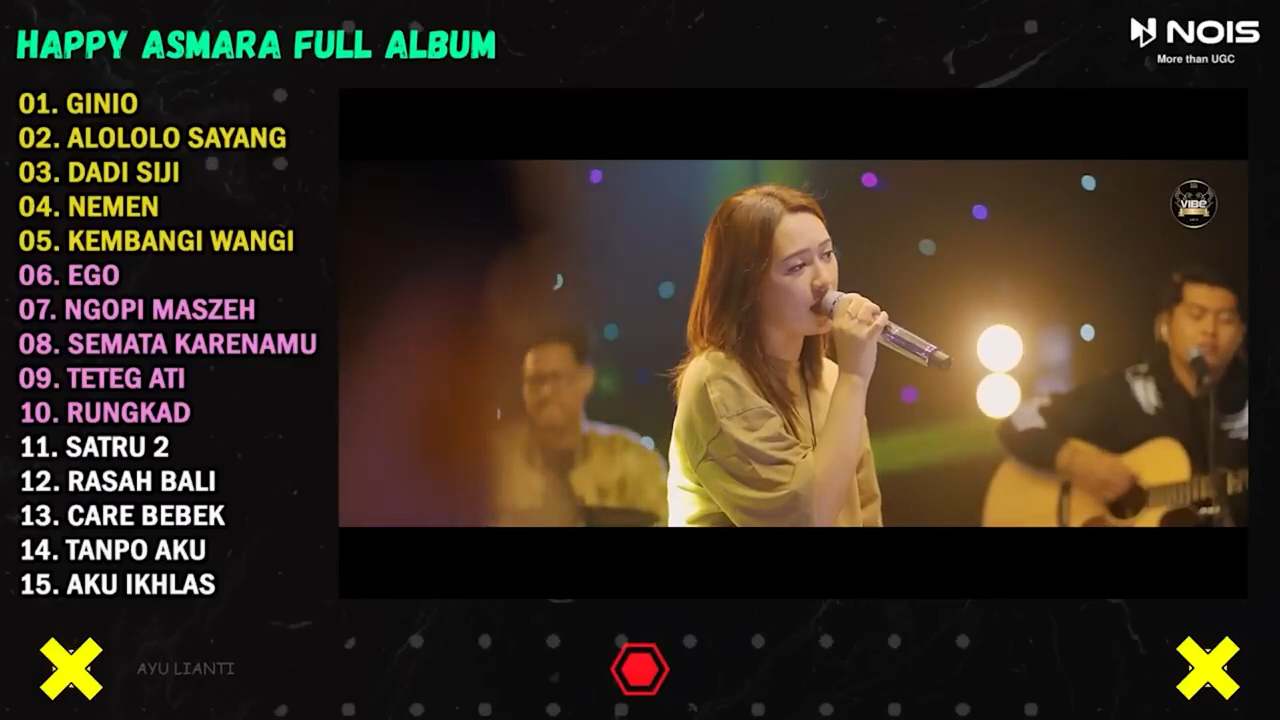 HAPPY ASMARA FULL ALBUM
NOIS
More than UGC
01. GINIO
02. ALOLOLO SAYANG
03. DADI SIJI
04. NEMEN
05. KEMBANGI WANGI
06. EGO
07. NGOPI MASZEH
08. SEMATA KARENAMU
09. TETEG ATI
10. RUNGKAD
11. SATRU 2
12. RASAH BALI
13. CARE BEBEK
14. TANPO AKU
15. AKU IKHLAS
VIBE
AYU LIANTI